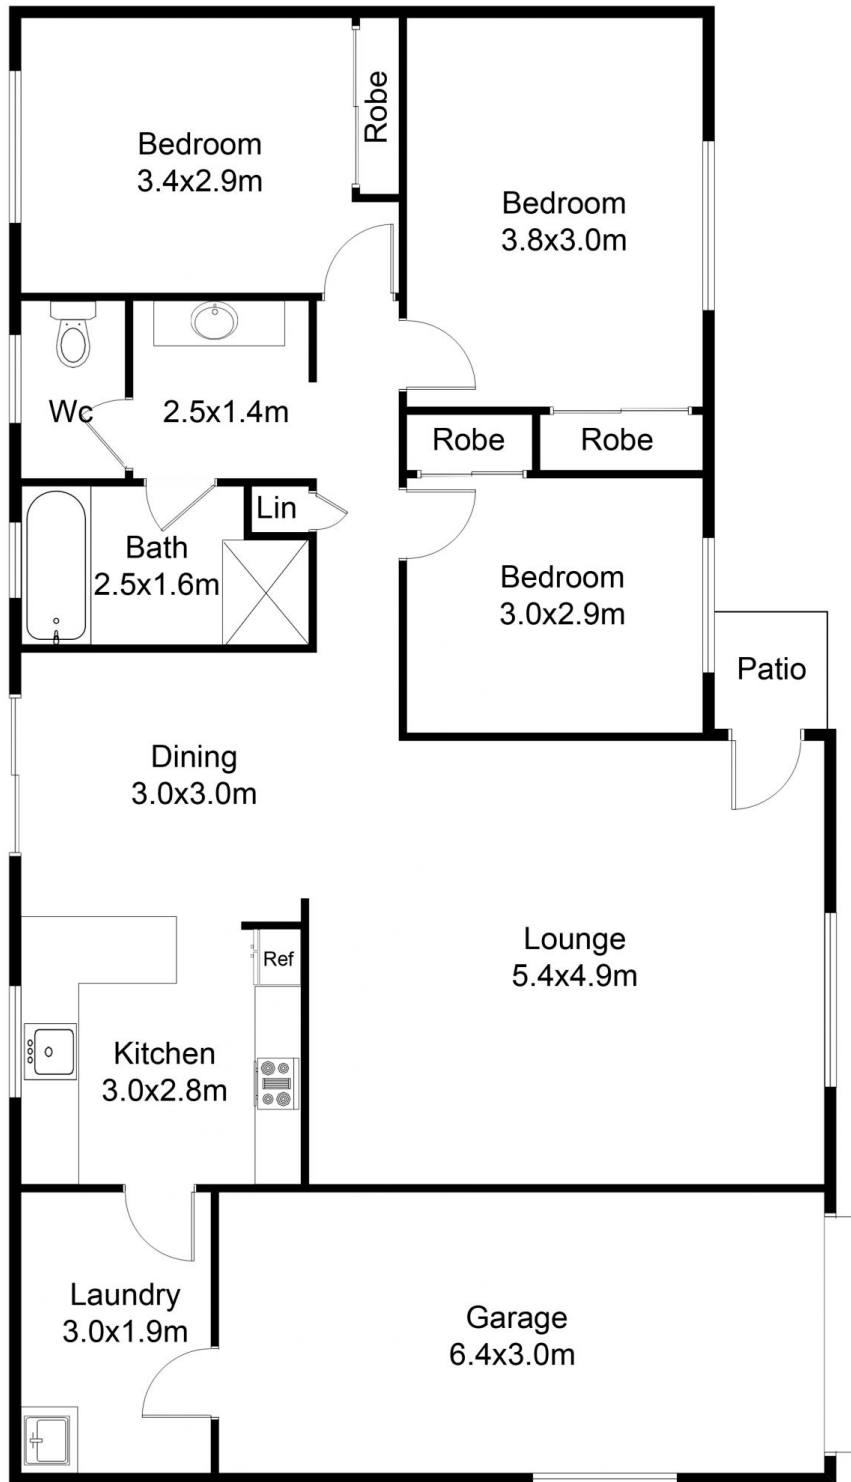 Bedroom
3.4x2.9m
Robe
Bedroom
3.8x3.0m
Wc
2.5x1.4m
Robe
Robe
Lin
Bath
2.5x1.6m
Bedroom
3.0x2.9m
Patio
Dining
3.0x3.0m
Lounge
5.4x4.9m
Ref
Kitchen
3.0x2.8m
Laundry
3.0x1.9m
Garage
6.4x3.0m